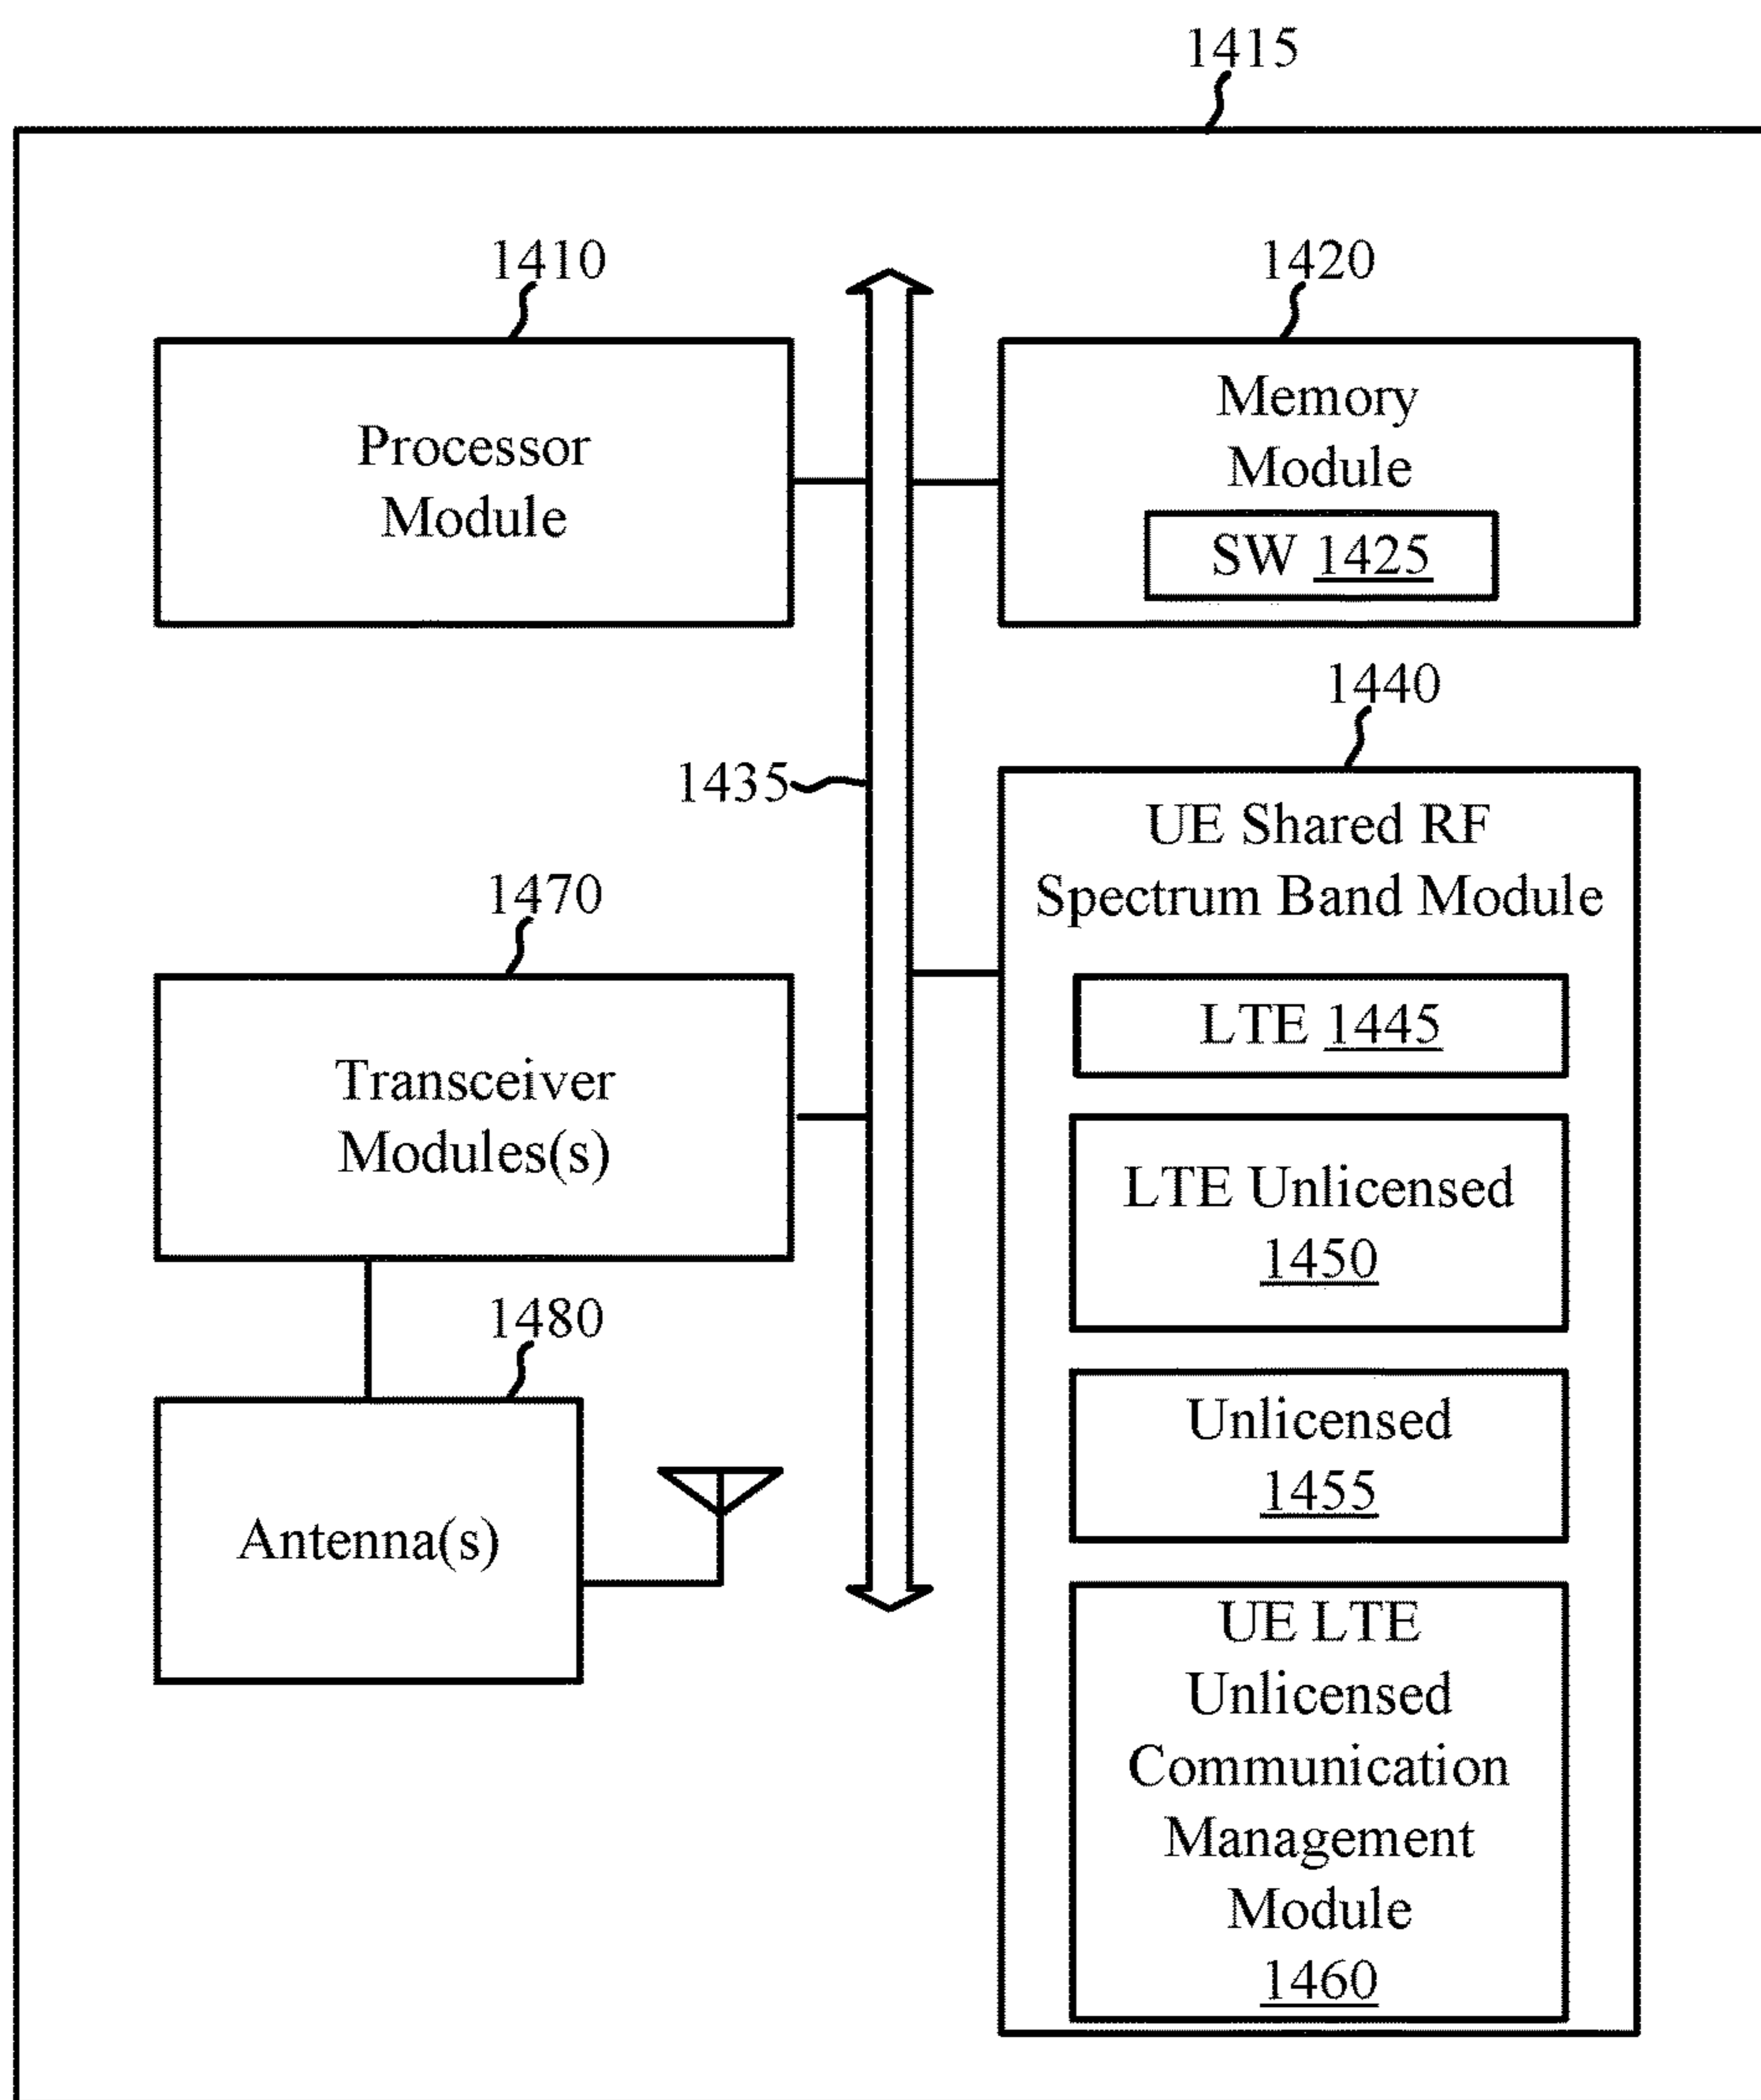 1415
1410
Processor
Module
1420
Memory
Module
SW 1425
1435
1440
UE Shared RF
Spectrum Band Module
LTE 1445
LTE Unlicensed
1450
Unlicensed
1455
UE LTE
Unlicensed
Communication
Management
Module
1460
1470
Transceiver
Modules(s)
1480
Antenna(s)